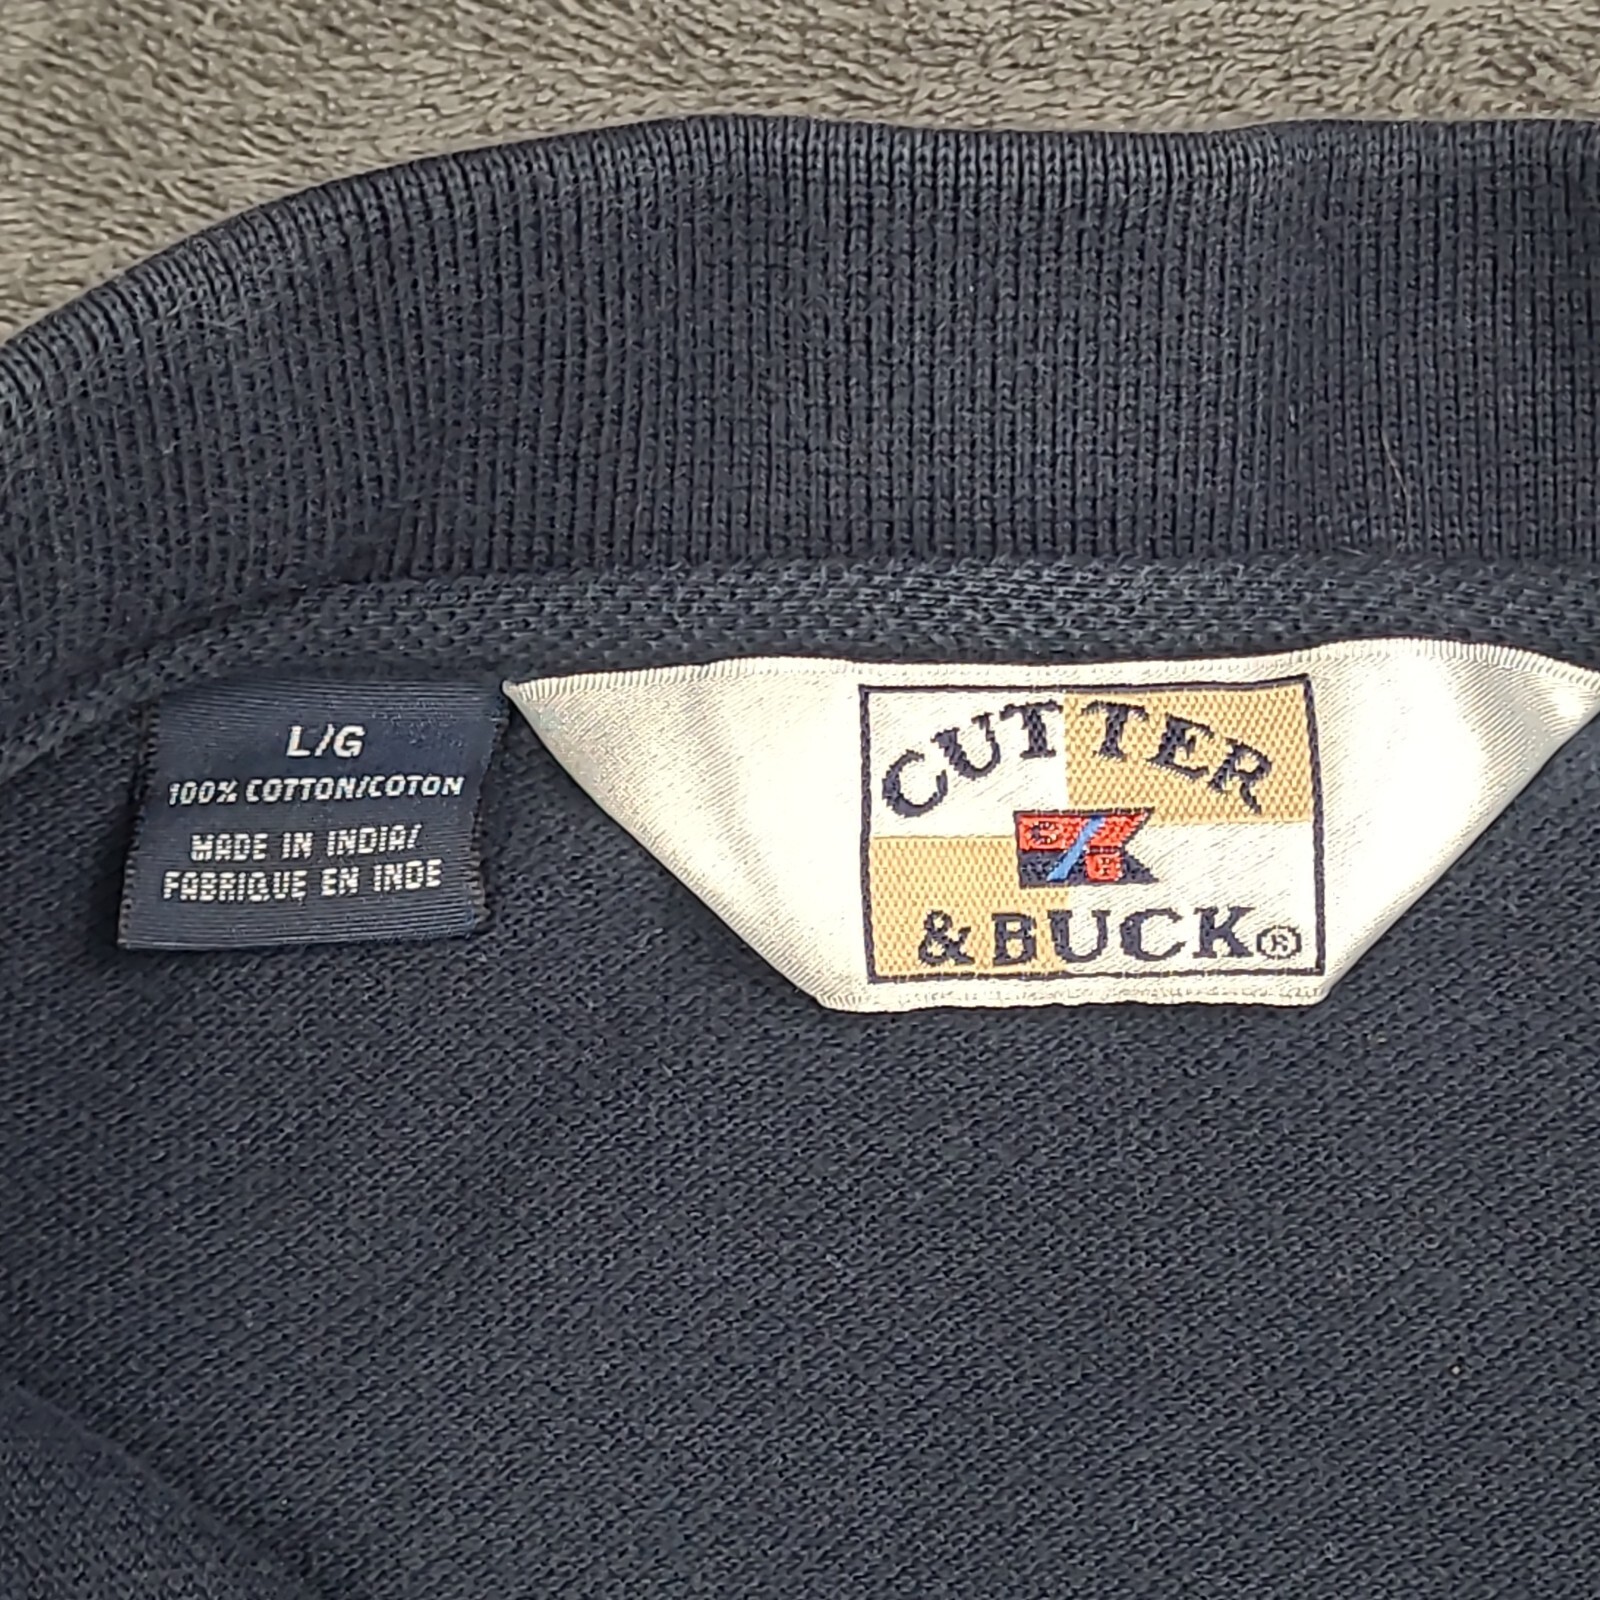 L/G
100% COTTON/COTON
MADE IN INDIA/
FABRIQUE EN INDE
CUTTER
& BUCK®